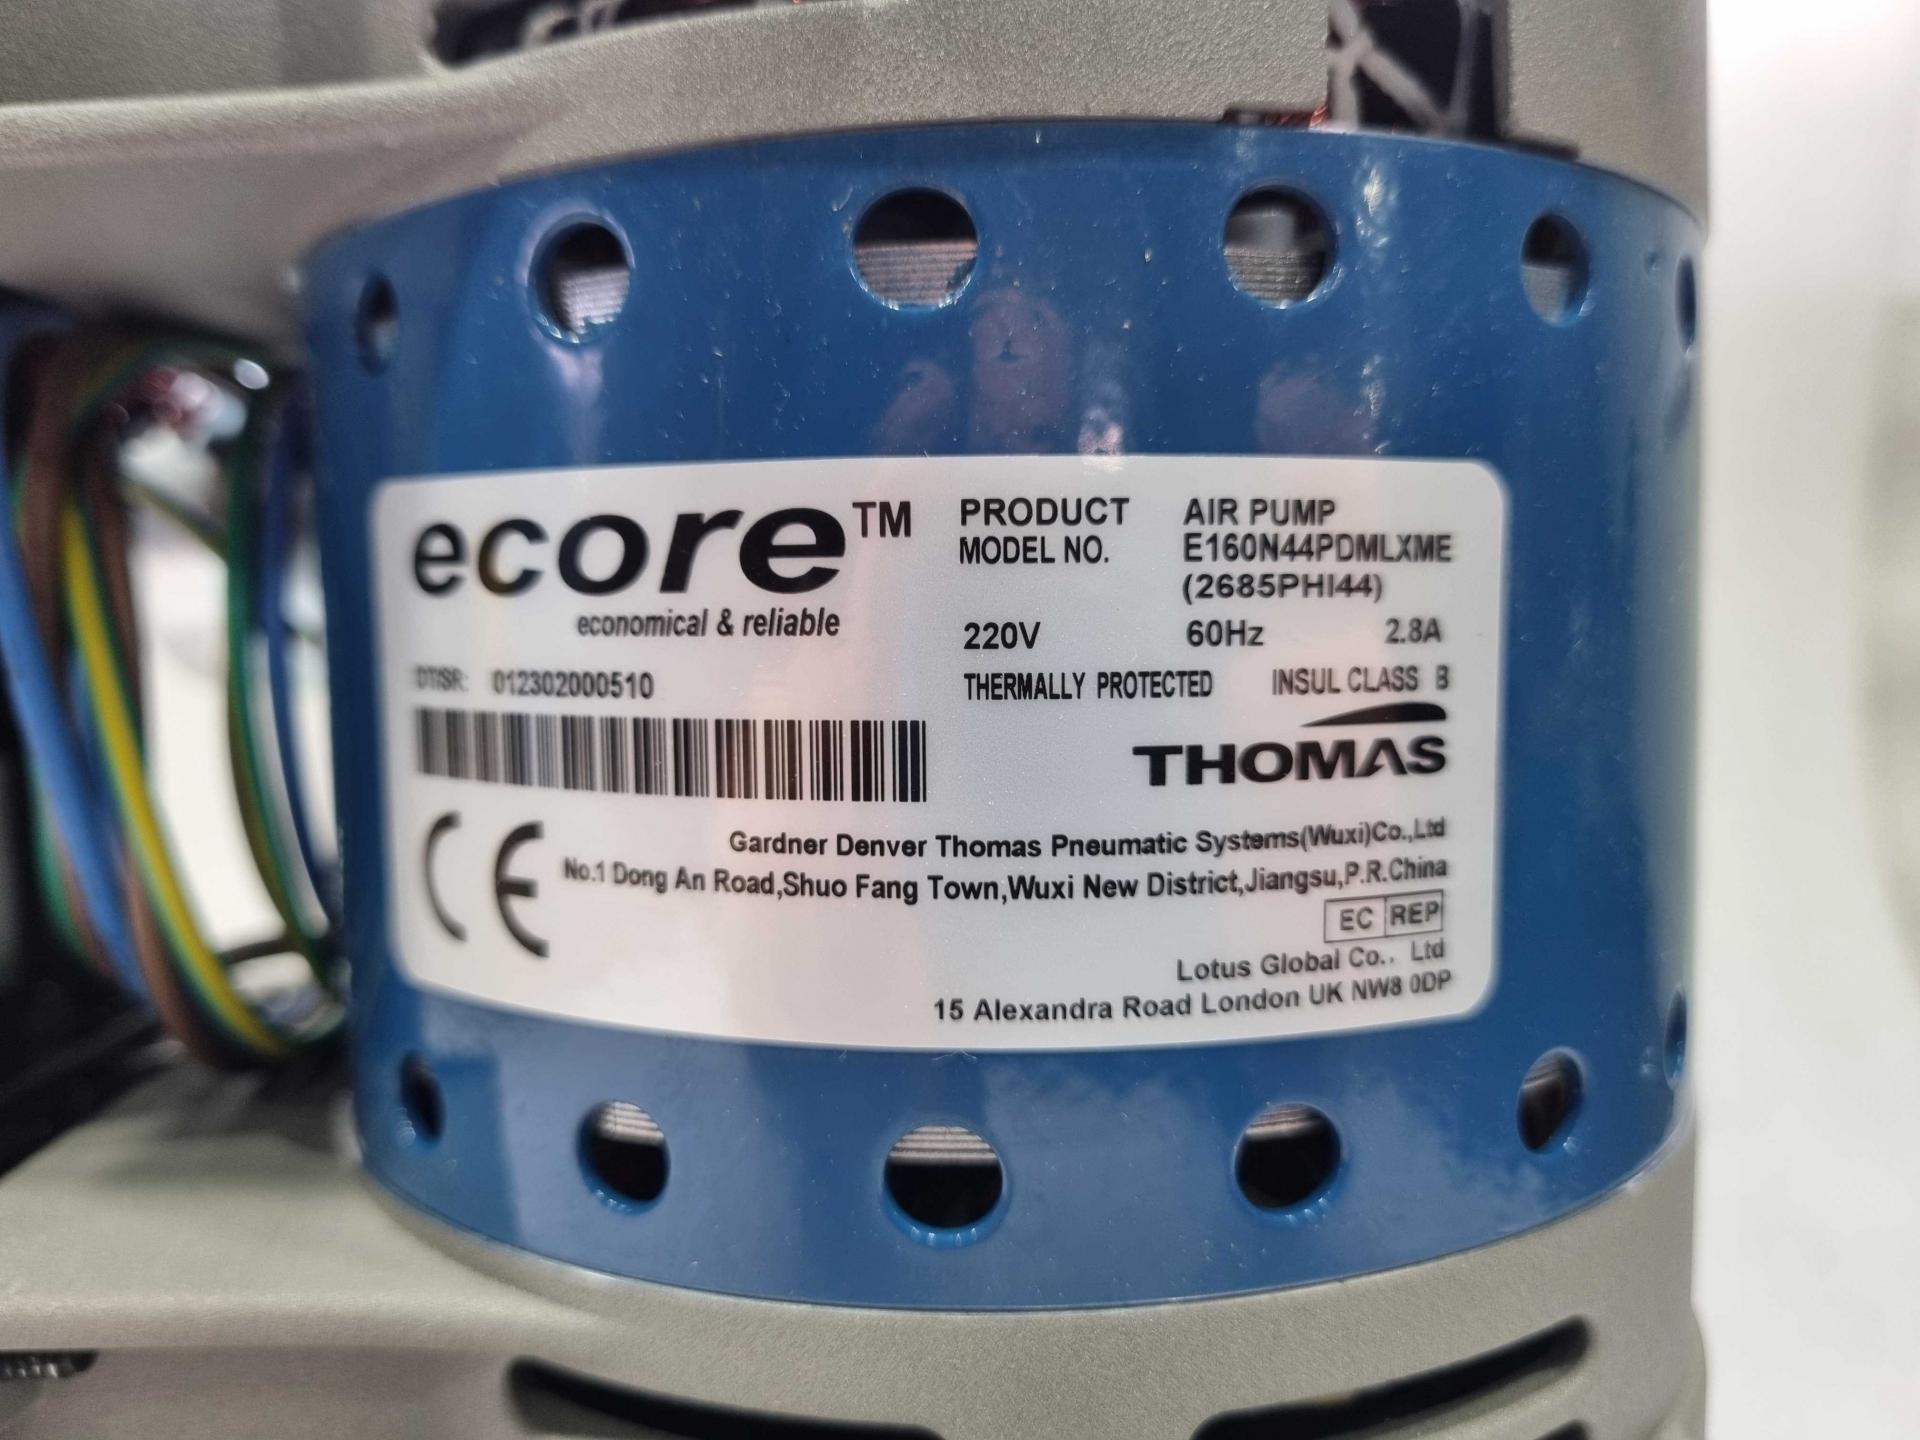 ecore™
economical & reliable
DT/SR: 012302000510
PRODUCT AIR PUMP
MODEL NO. E160N44PDMLXME
(2685PHI44)
220V 60Hz 2.8A
THERMALLY PROTECTED INSUL CLASS B
THOMAS
CE
Gardner Denver Thomas Pneumatic Systems(Wuxi)Co.,Ltd
No.1 Dong An Road,Shuo Fang Town,Wuxi New District,Jiangsu,P.R.China
EC REP
Lotus Global Co., Ltd
15 Alexandra Road London UK NW8 0DP